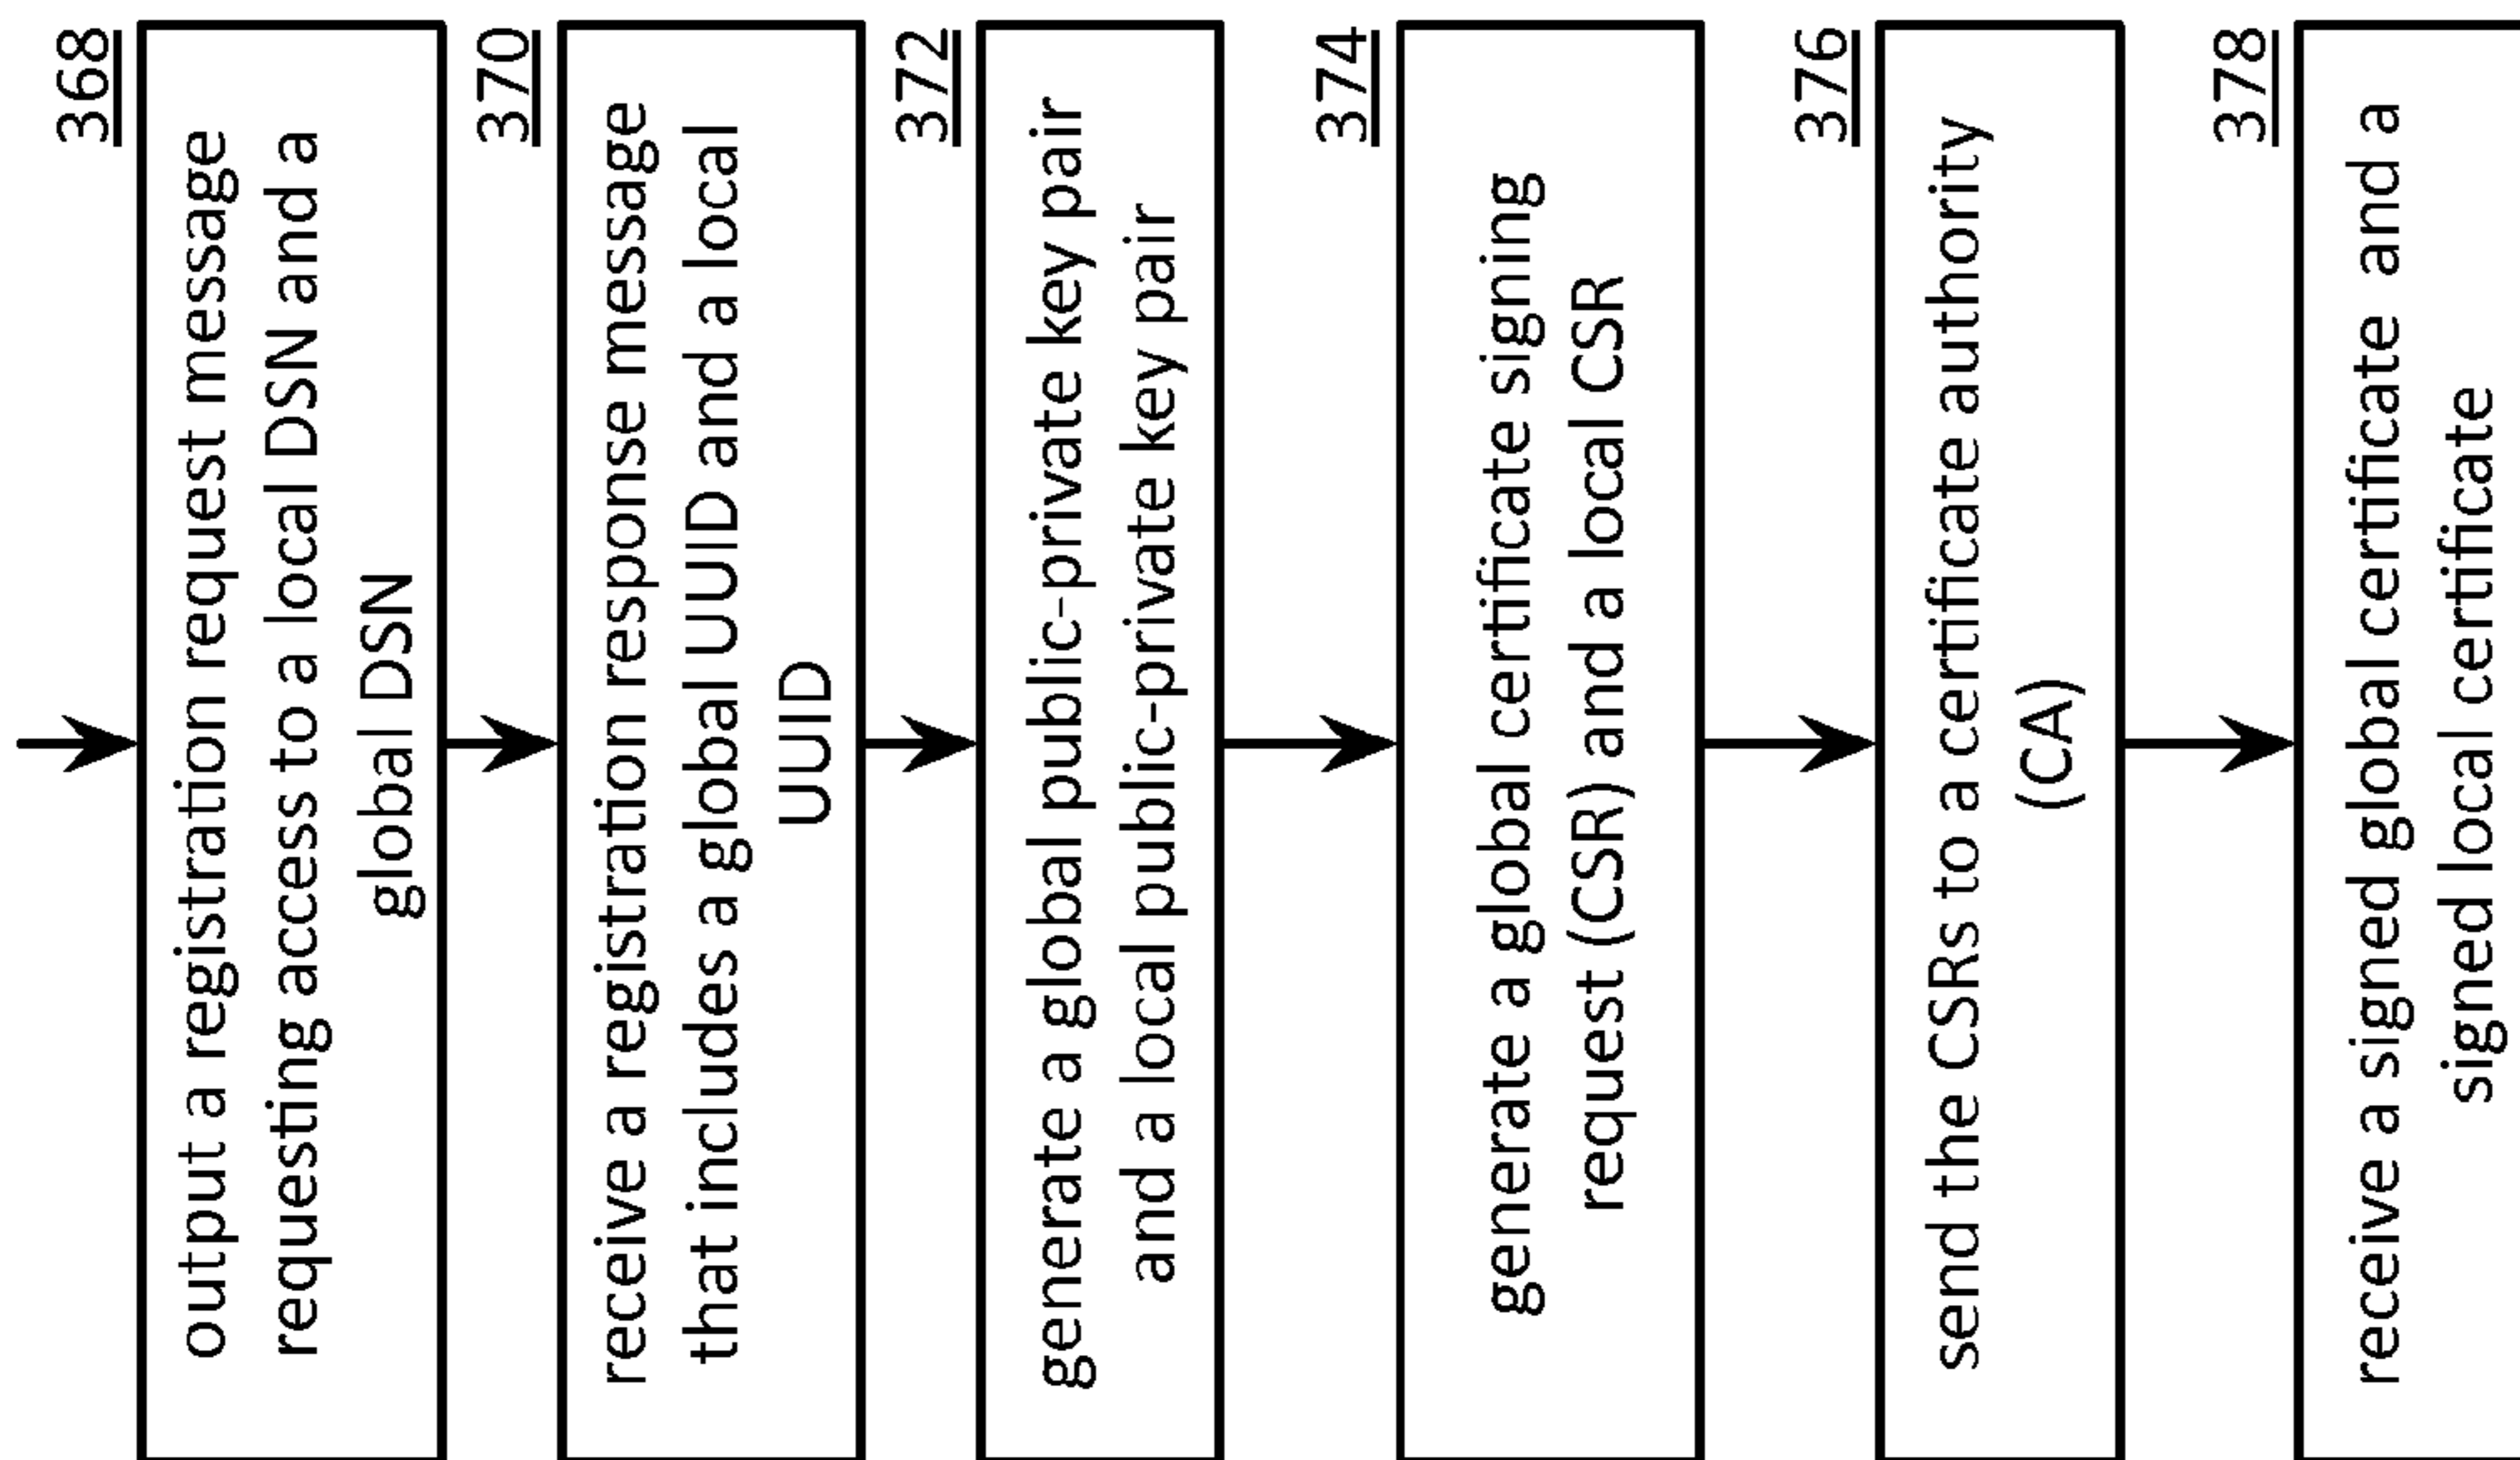 368
output a registration request message
requesting access to a local DSN and a
global DSN
370
receive a registration response message
that includes a global UUID and a local
UUID
372
generate a global public-private key pair
and a local public-private key pair
374
generate a global certificate signing
request (CSR) and a local CSR
376
send the CSRs to a certificate authority
(CA)
378
receive a signed global certificate and a
signed local certificate